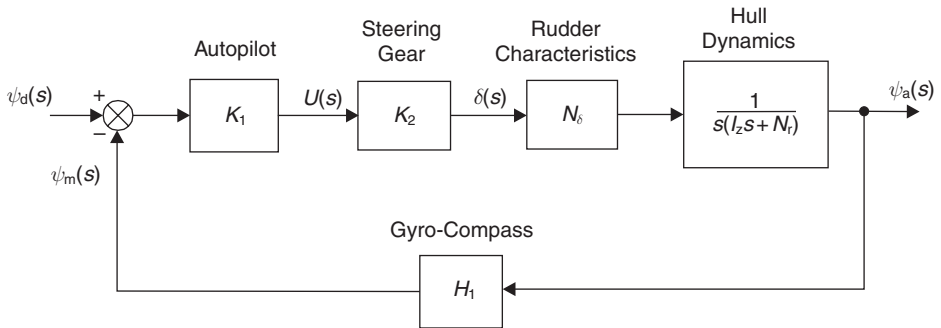 Autopilot
Steering
Gear
Rudder
Characteristics
Hull
Dynamics
ψd(s)
+
−
K1
U(s)
K2
δ(s)
Nδ
1
s(Izs + Nr)
ψa(s)
ψm(s)
Gyro-Compass
H1